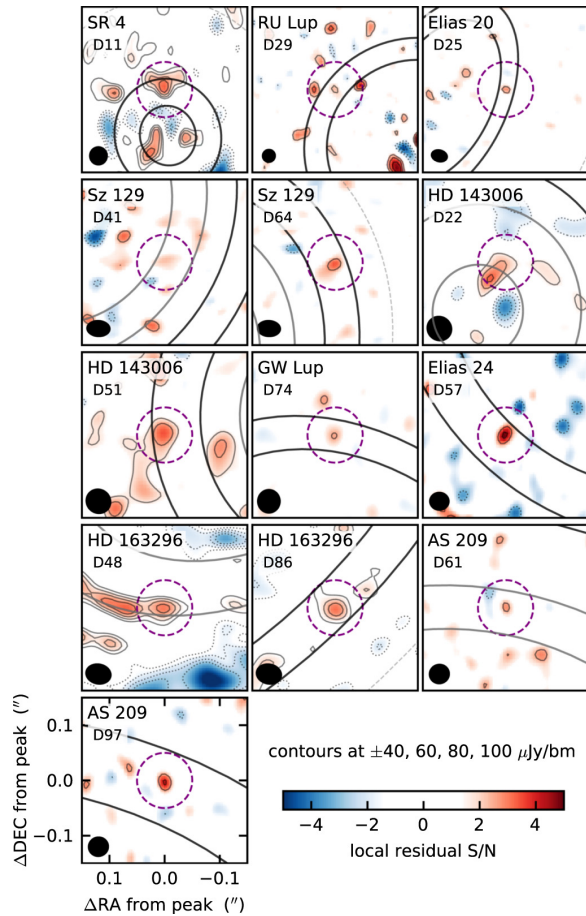 SR 4
D11
RU Lup
D29
Elias 20
D25
Sz 129
D41
Sz 129
D64
HD 143006
D22
HD 143006
D51
GW Lup
D74
Elias 24
D57
HD 163296
D48
HD 163296
D86
AS 209
D61
AS 209
D97
0.1
0.0
−0.1
ΔDEC from peak (″)
0.1 0.0 −0.1
ΔRA from peak (″)
contours at ±40, 60, 80, 100 μJy/bm
−4 −2 0 2 4
local residual S/N